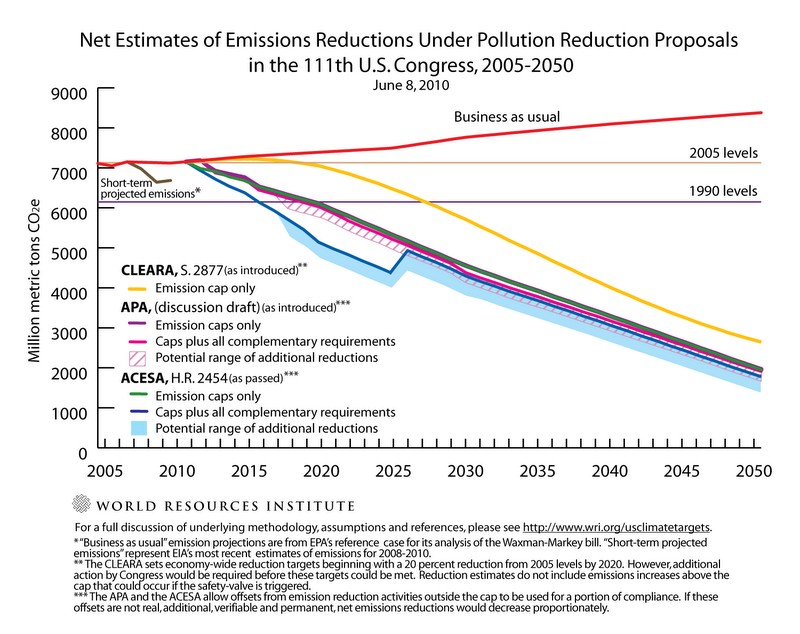 Net Estimates of Emissions Reductions Under Pollution Reduction Proposals
in the 111th U.S. Congress, 2005-2050
June 8, 2010
Million metric tons CO2e
9000
8000
7000
6000
5000
4000
3000
2000
1000
0
Business as usual
2005 levels
1990 levels
Short-term
projected emissions*
CLEARA, S. 2877 (as introduced)**
Emission cap only
APA, (discussion draft) (as introduced)***
Emission caps only
Caps plus all complementary requirements
Potential range of additional reductions
ACESA, H.R. 2454 (as passed)***
Emission caps only
Caps plus all complementary requirements
Potential range of additional reductions
2005 2010 2015 2020 2025 2030 2035 2040 2045 2050
WORLD RESOURCES INSTITUTE
For a full discussion of underlying methodology, assumptions and references, please see http://www.wri.org/usclimatetargets.
* "Business as usual" emission projections are from EPA's reference case for its analysis of the Waxman-Markey bill. "Short-term projected
emissions" represent EIA's most recent estimates of emissions for 2008-2010.
** The CLEARA sets economy-wide reduction targets beginning with a 20 percent reduction from 2005 levels by 2020. However, additional
action by Congress would be required before these targets could be met. Reduction estimates do not include emissions increases above the
cap that could occur if the safety-valve is triggered.
*** The APA and the ACESA allow offsets from emission reduction activities outside the cap to be used for a portion of compliance. If these
offsets are not real, additional, verifiable and permanent, net emissions reductions would decrease proportionally.